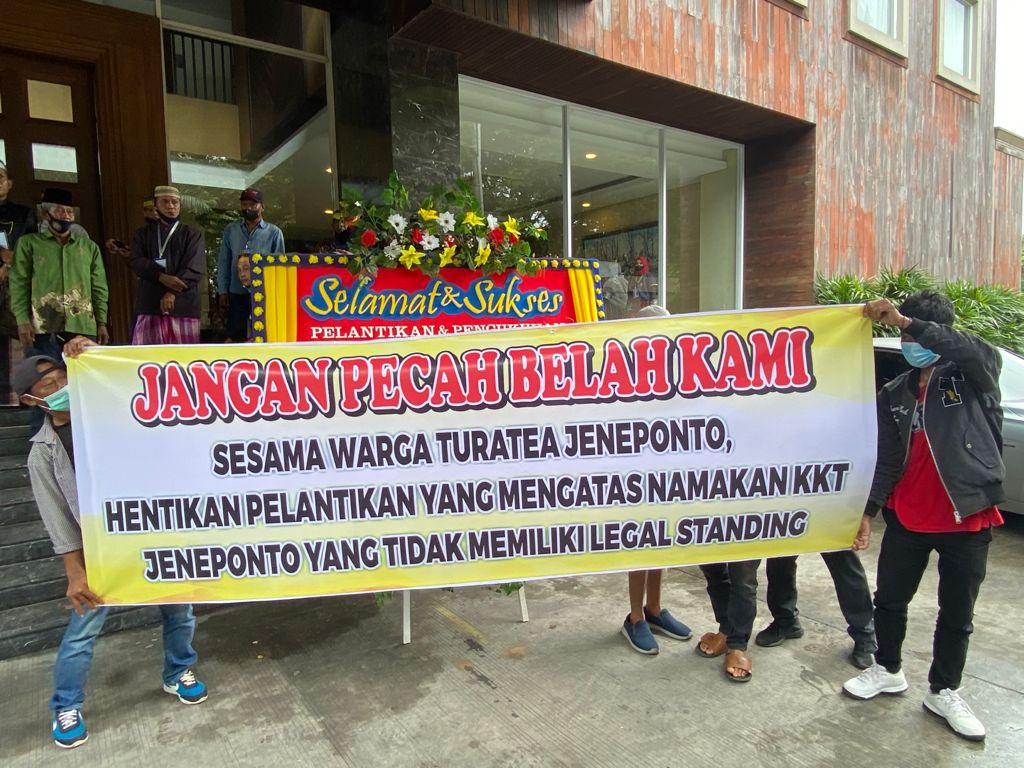 Selamat & Sukses
PELANTIKAN &
JANGAN PECAH BELAH KAMI
SESAMA WARGA TURATEA JENEPONTO,
HENTIKAN PELANTIKAN YANG MENGATAS NAMAKAN KKT
JENEPONTO YANG TIDAK MEMILIKI LEGAL STANDING